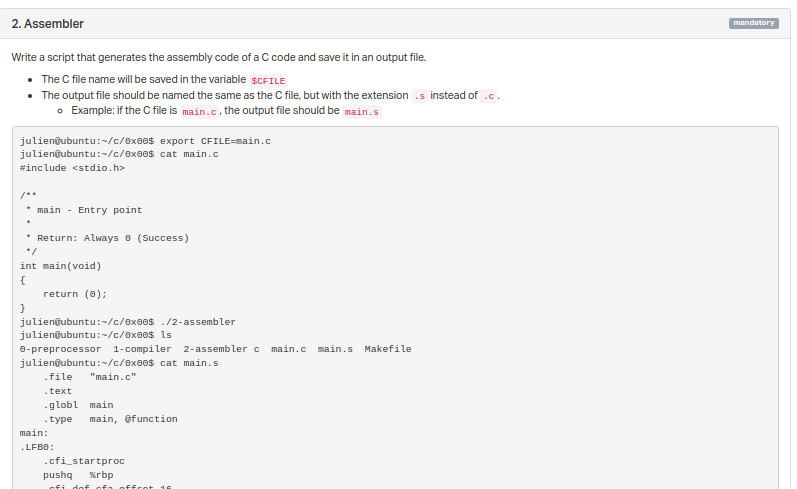 2. Assembler
mandatory
Write a script that generates the assembly code of a C code and save it in an output file.
• The C file name will be saved in the variable $CFILE
• The output file should be named the same as the C file, but with the extension .s instead of .c.
◦ Example: if the C file is main.c, the output file should be main.s
julien@ubuntu:~/c/0x00$ export CFILE=main.c
julien@ubuntu:~/c/0x00$ cat main.c
#include <stdio.h>
/**
 * main - Entry point
 *
 * Return: Always 0 (Success)
 */
int main(void)
{
    return (0);
}
julien@ubuntu:~/c/0x00$ ./2-assembler
julien@ubuntu:~/c/0x00$ ls
0-preprocessor  1-compiler  2-assembler c  main.c  main.s  Makefile
julien@ubuntu:~/c/0x00$ cat main.s
    .file   "main.c"
    .text
    .globl  main
    .type   main, @function
main:
.LFB0:
    .cfi_startproc
    pushq   %rbp
    .cfi_def_cfa_offset 16